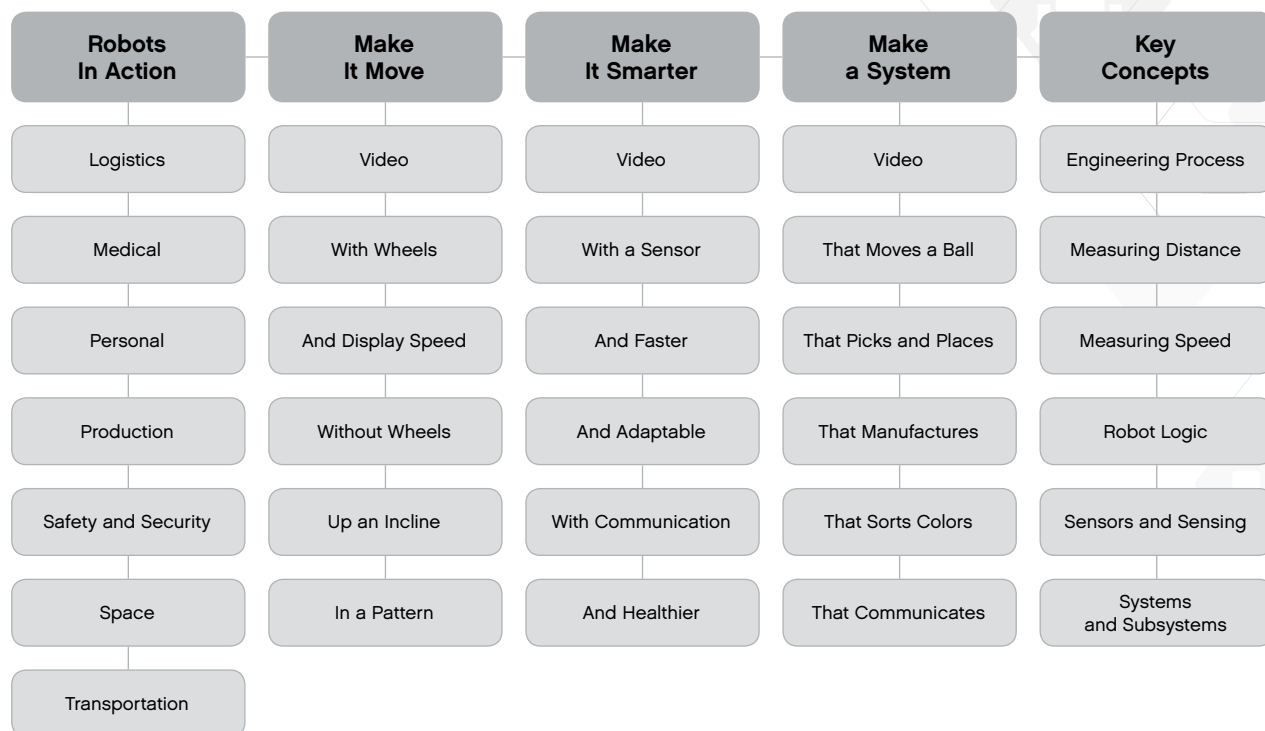 Robots
In Action
Logistics
Medical
Personal
Production
Safety and Security
Space
Transportation
Make
It Move
Video
With Wheels
And Display Speed
Without Wheels
Up an Incline
In a Pattern
Make
It Smarter
Video
With a Sensor
And Faster
And Adaptable
With Communication
And Healthier
Make
a System
Video
That Moves a Ball
That Picks and Places
That Manufactures
That Sorts Colors
That Communicates
Key
Concepts
Engineering Process
Measuring Distance
Measuring Speed
Robot Logic
Sensors and Sensing
Systems
and Subsystems